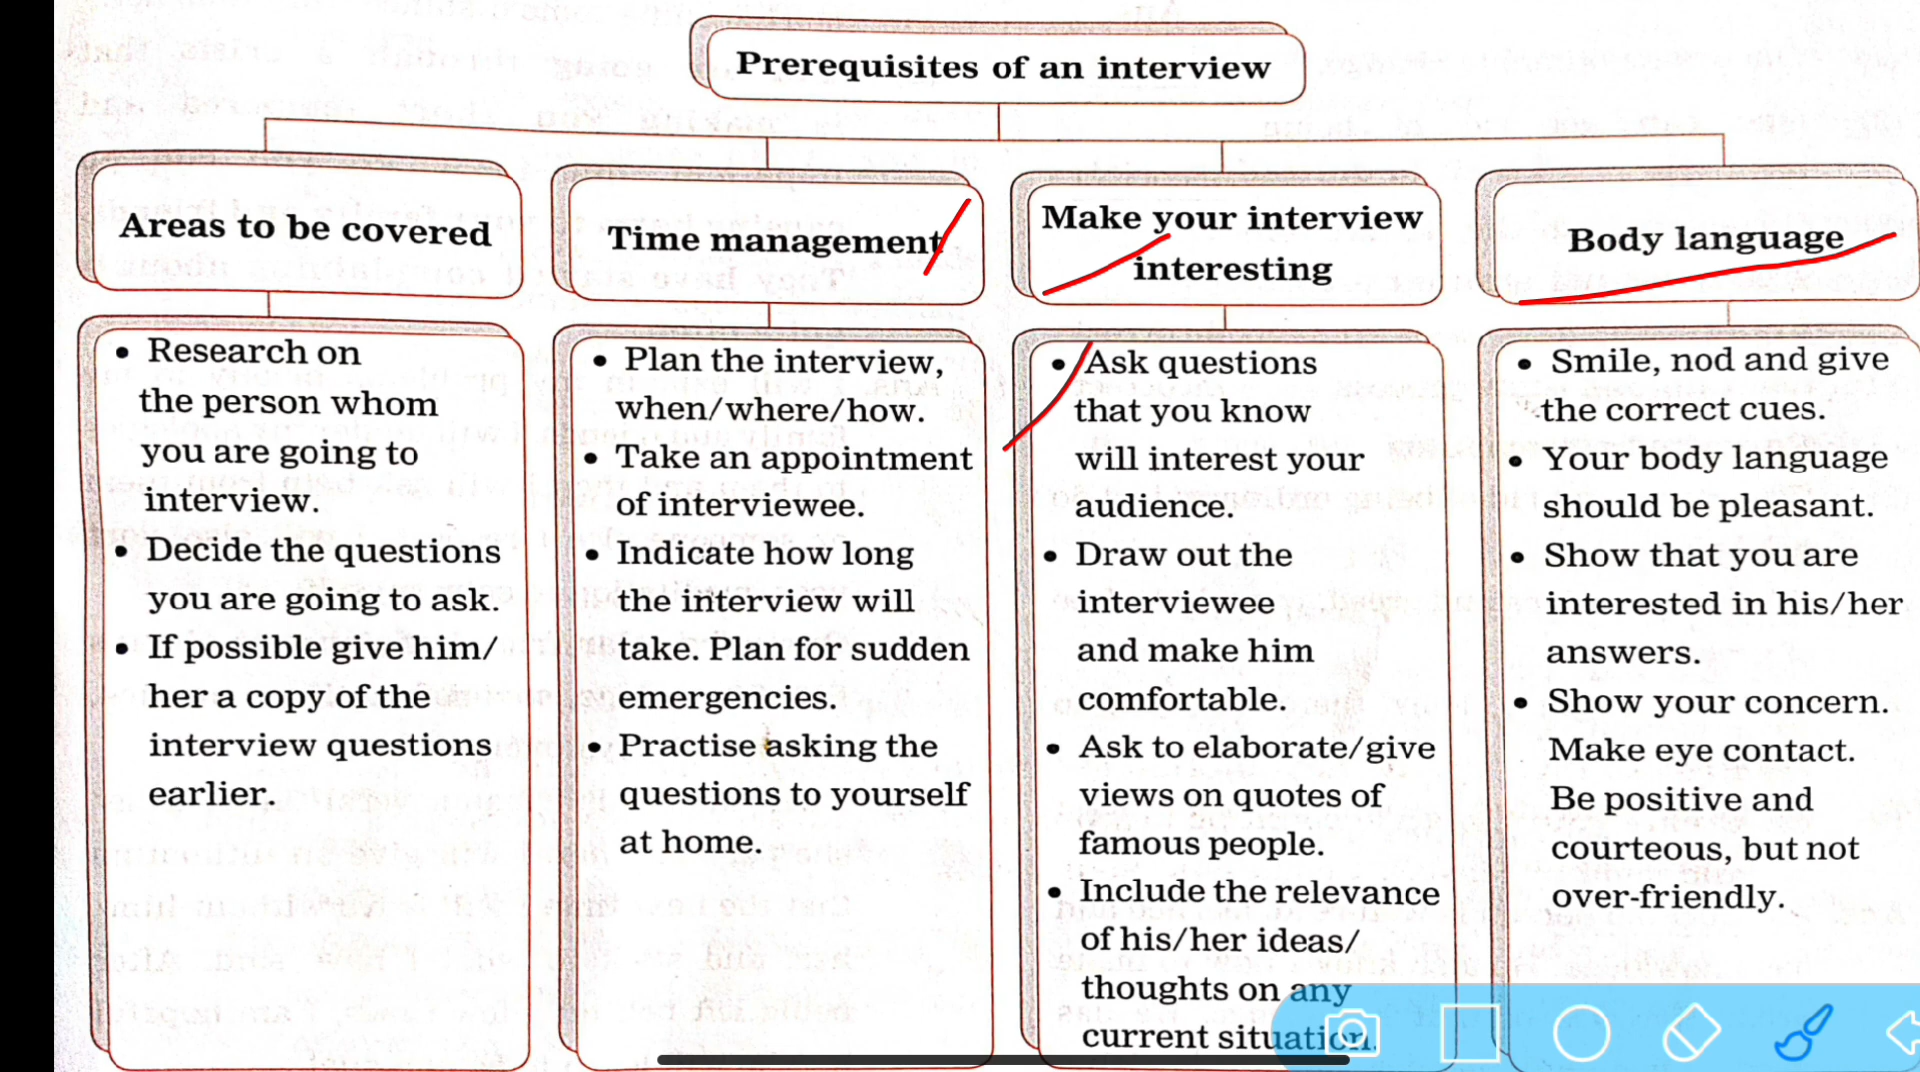 Prerequisites of an interview
Areas to be covered
• Research on
the person whom
you are going to
interview.
• Decide the questions
you are going to ask.
• If possible give him/
her a copy of the
interview questions
earlier.
Time management
• Plan the interview,
when/where/how.
• Take an appointment
of interviewee.
• Indicate how long
the interview will
take. Plan for sudden
emergencies.
• Practise asking the
questions to yourself
at home.
Make your interview
interesting
• Ask questions
that you know
will interest your
audience.
• Draw out the
interviewee
and make him
comfortable.
• Ask to elaborate/give
views on quotes of
famous people.
• Include the relevance
of his/her ideas/
thoughts on any
current situation.
Body language
• Smile, nod and give
the correct cues.
• Your body language
should be pleasant.
• Show that you are
interested in his/her
answers.
• Show your concern.
Make eye contact.
Be positive and
courteous, but not
over-friendly.